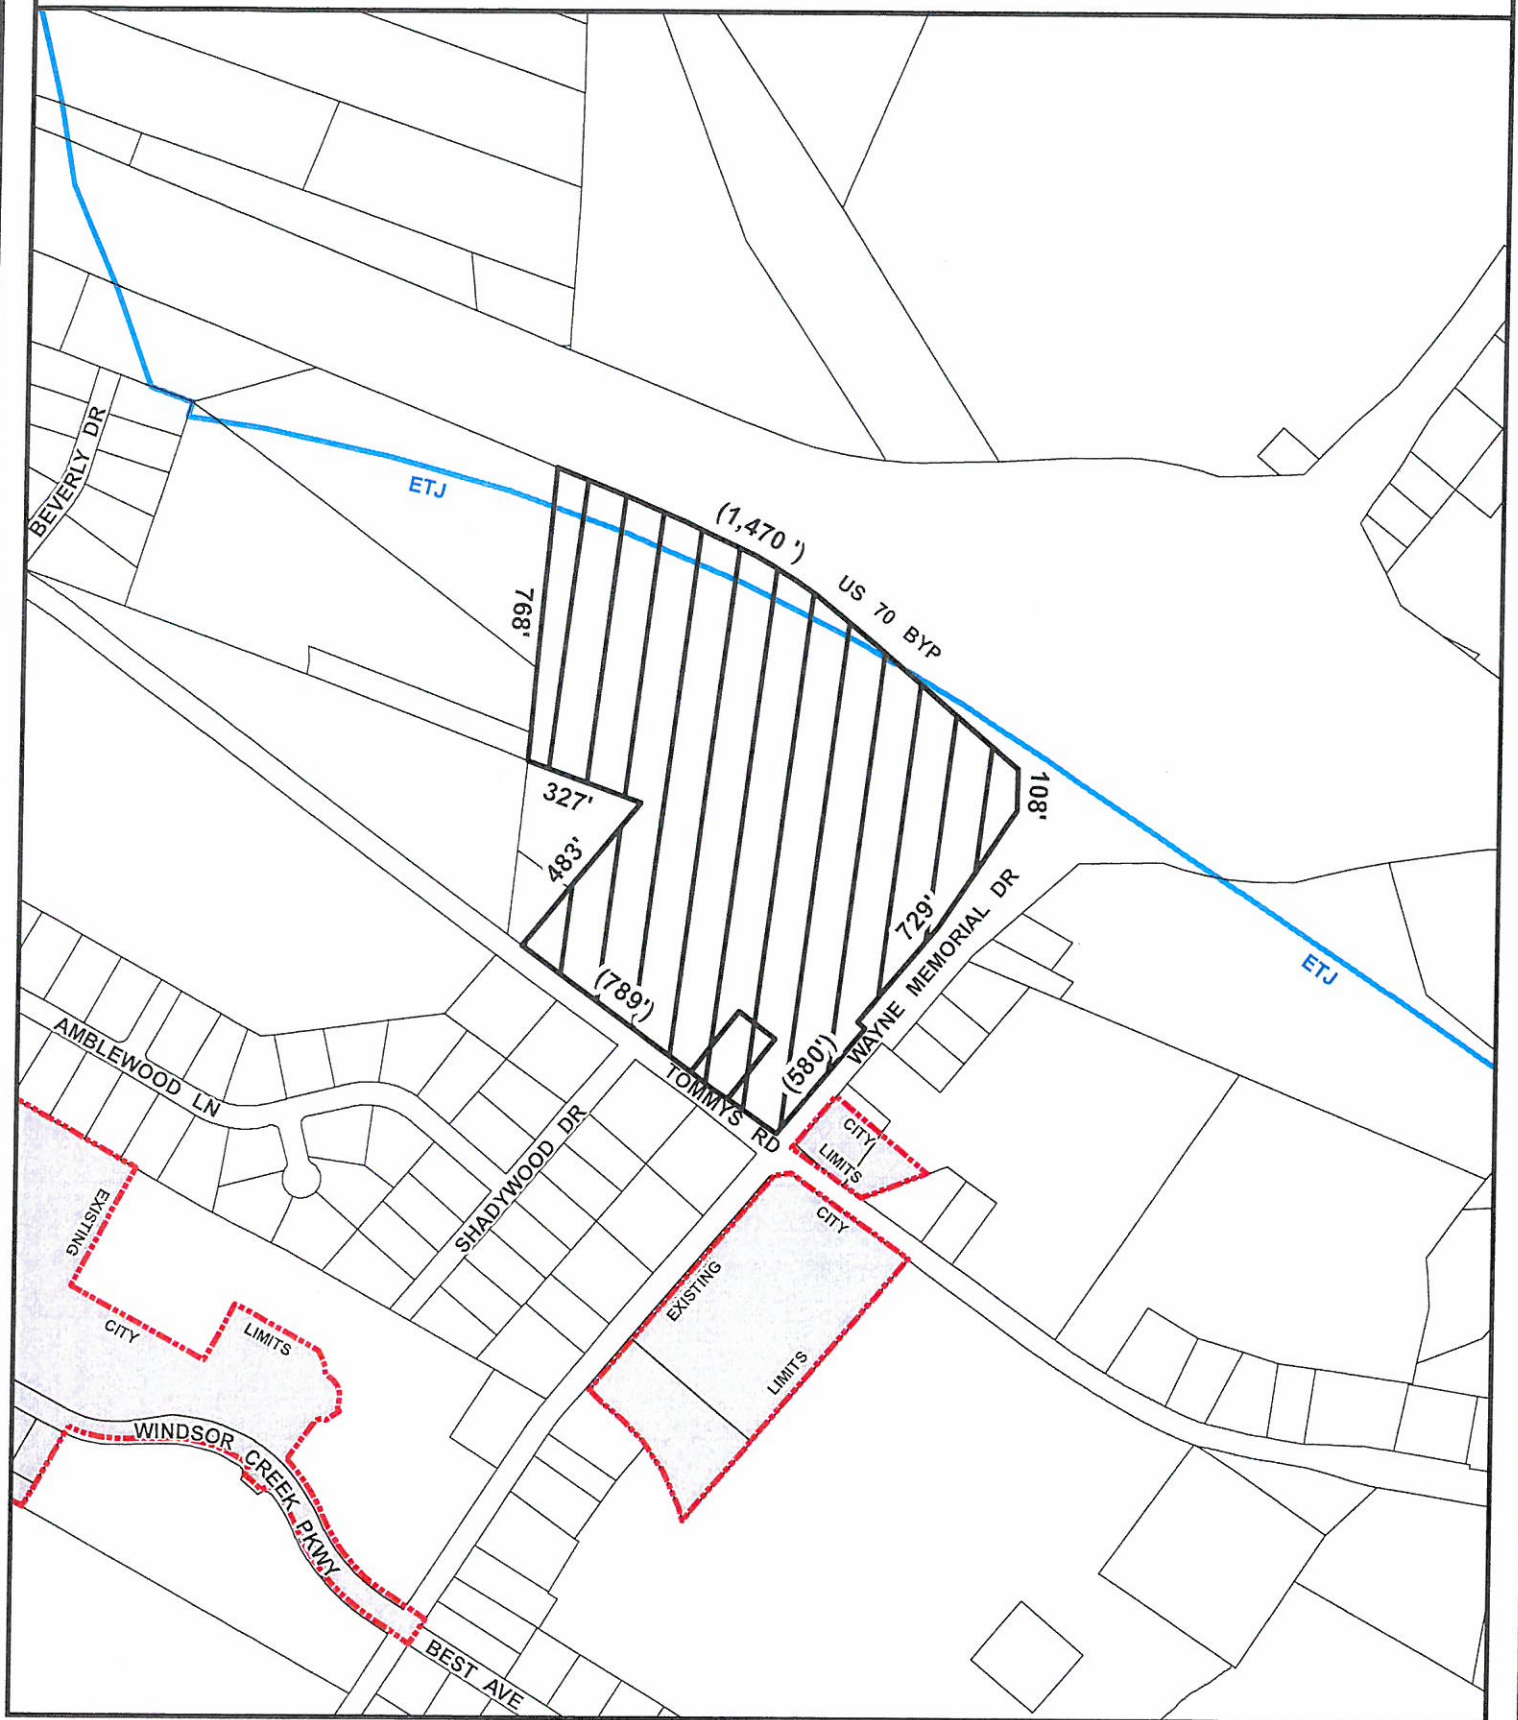 BEVERLY DR
ETJ
(1,470 ')
US 70 BYP
768'
108'
327'
483'
729'
WAYNE MEMORIAL DR
ETJ
(789')
(580')
TOMMYS RD
AMBLEWOOD LN
SHADYWOOD DR
CITY
LIMITS
EXISTING
CITY
LIMITS
CITY
EXISTING
LIMITS
WINDSOR CREEK PKWY
BEST AVE